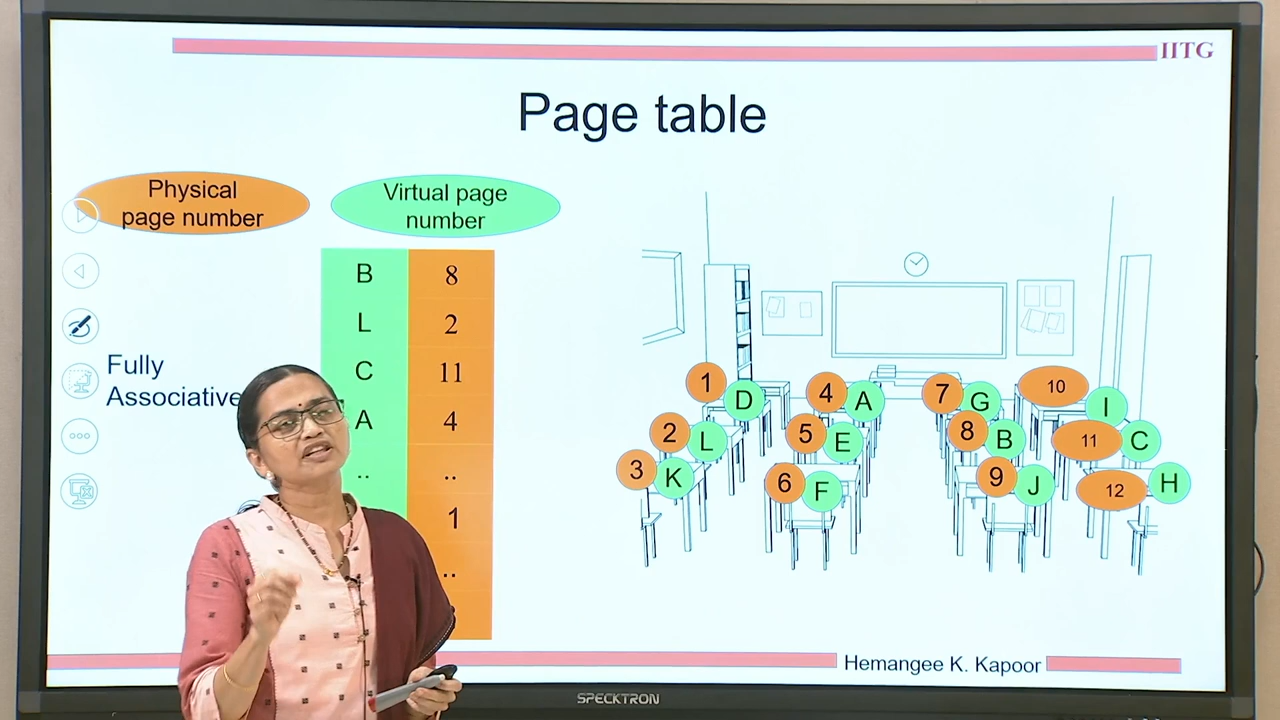 IITG
Page table
Physical
page number
Virtual page
number
B 8
L 2
C 11
A 4
.. ..
1
..
Fully
Associative
1 D
4 A
7 G
10 I
2 L
5 E
8 B
11 C
3 K
6 F
9 J
12 H
Hemangee K. Kapoor
SPECKTRON